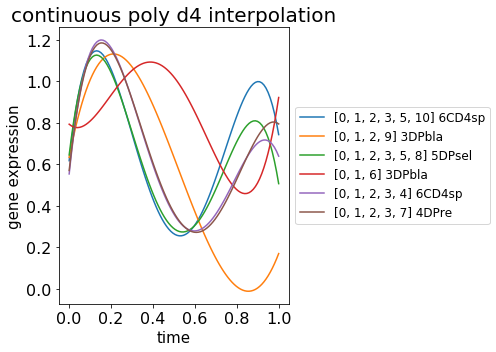 continuous poly d4 interpolation
gene expression
1.2
1.0
0.8
0.6
0.4
0.2
0.0
0.0 0.2 0.4 0.6 0.8 1.0
time
[0, 1, 2, 3, 5, 10] 6CD4sp
[0, 1, 2, 9] 3DPbla
[0, 1, 2, 3, 5, 8] 5DPsel
[0, 1, 6] 3DPbla
[0, 1, 2, 3, 4] 6CD4sp
[0, 1, 2, 3, 7] 4DPre